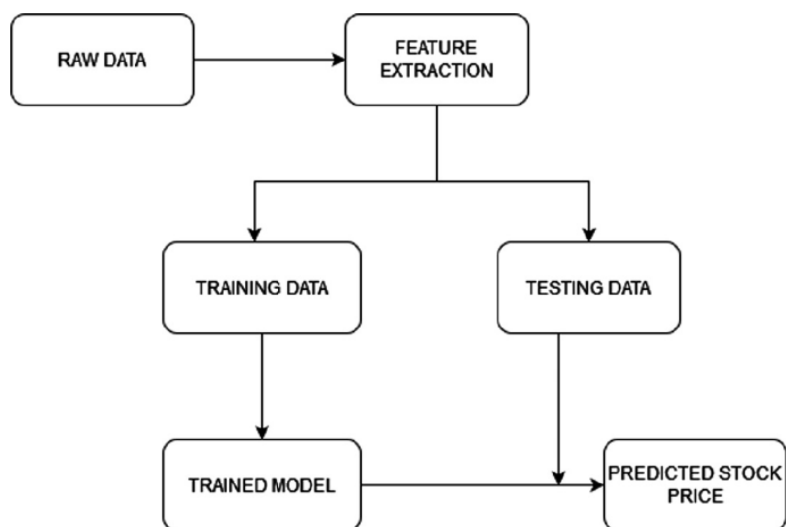 RAW DATA
FEATURE
EXTRACTION
TRAINING DATA
TESTING DATA
TRAINED MODEL
PREDICTED STOCK
PRICE